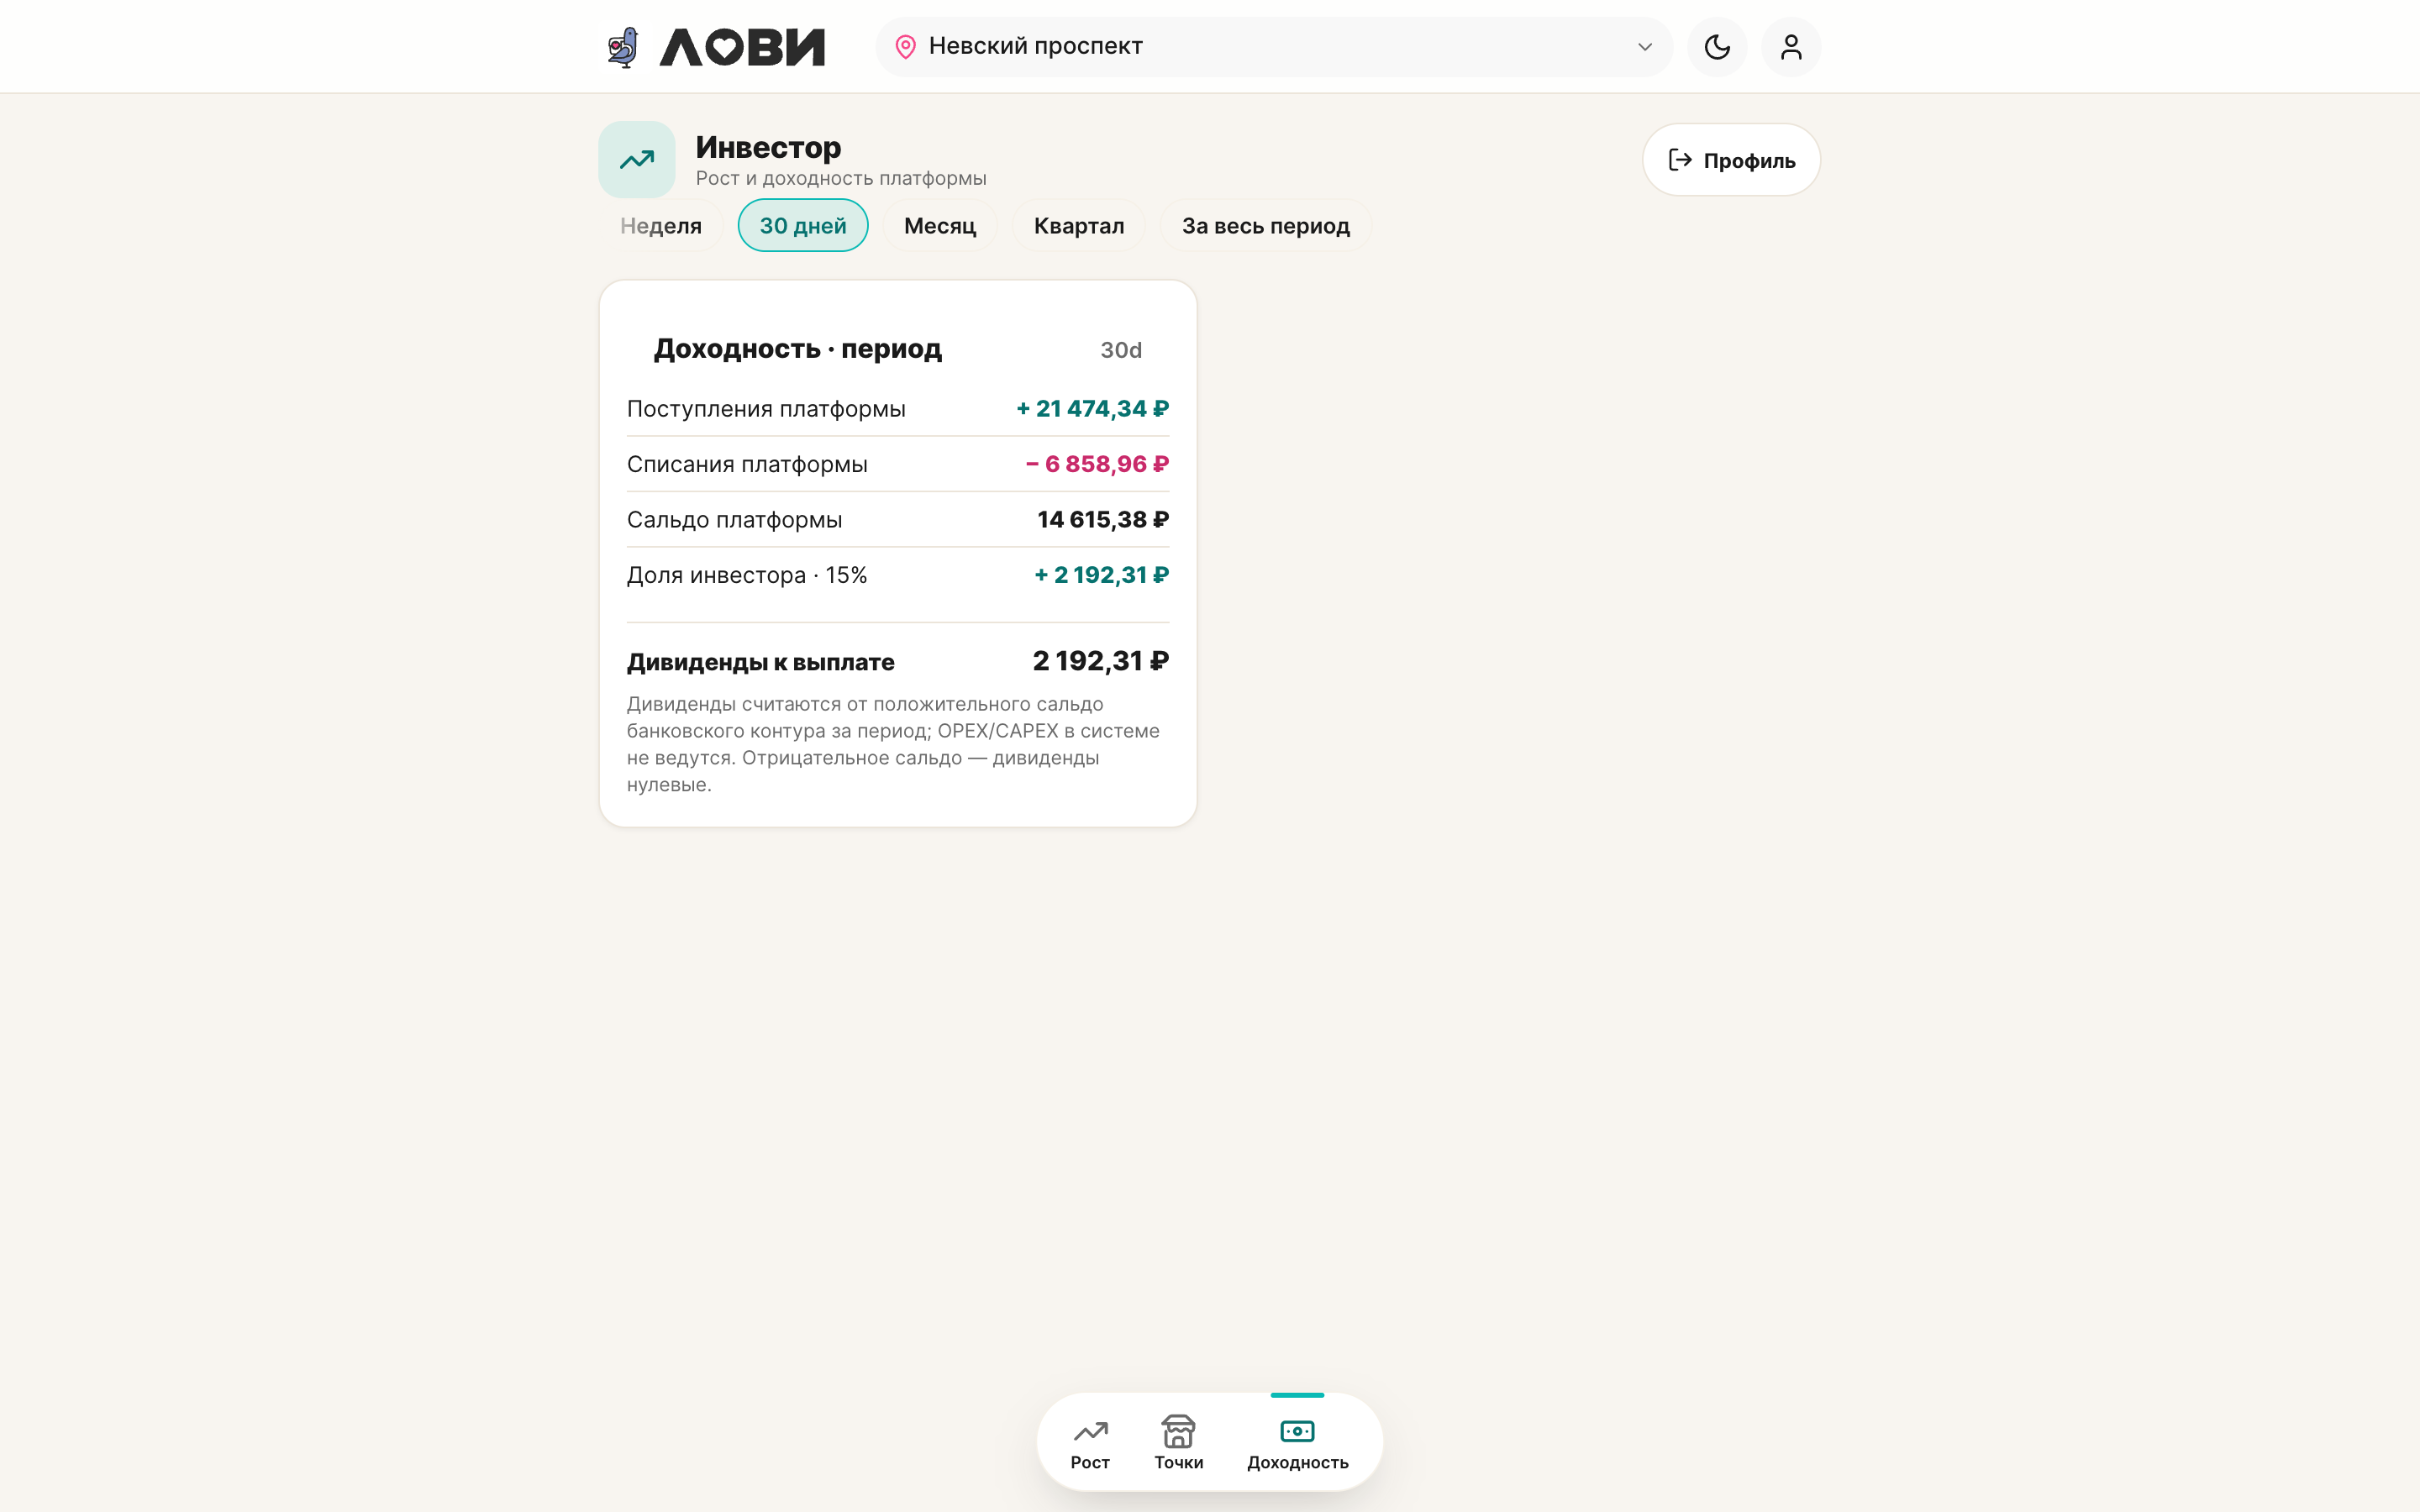 ЛОВИ
Невский проспект
Инвестор
Рост и доходность платформы
Профиль
Неделя
30 дней
Месяц
Квартал
За весь период
Доходность · период
30d
Поступления платформы
+ 21 474,34 ₽
Списания платформы
− 6 858,96 ₽
Сальдо платформы
14 615,38 ₽
Доля инвестора · 15%
+ 2 192,31 ₽
Дивиденды к выплате
2 192,31 ₽
Дивиденды считаются от положительного сальдо
банковского контура за период; OPEX/CAPEX в системе
не ведутся. Отрицательное сальдо — дивиденды
нулевые.
Рост
Точки
Доходность